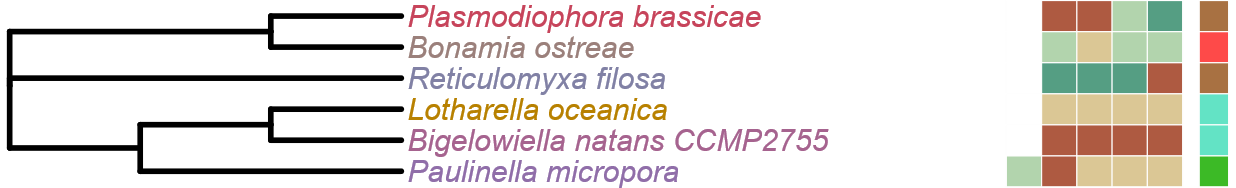 Plasmodiophora brassicae
Bonamia ostreae
Reticulomyxa filosa
Lotharella oceanica
Bigelowiella natans CCMP2755
Paulinella micropora